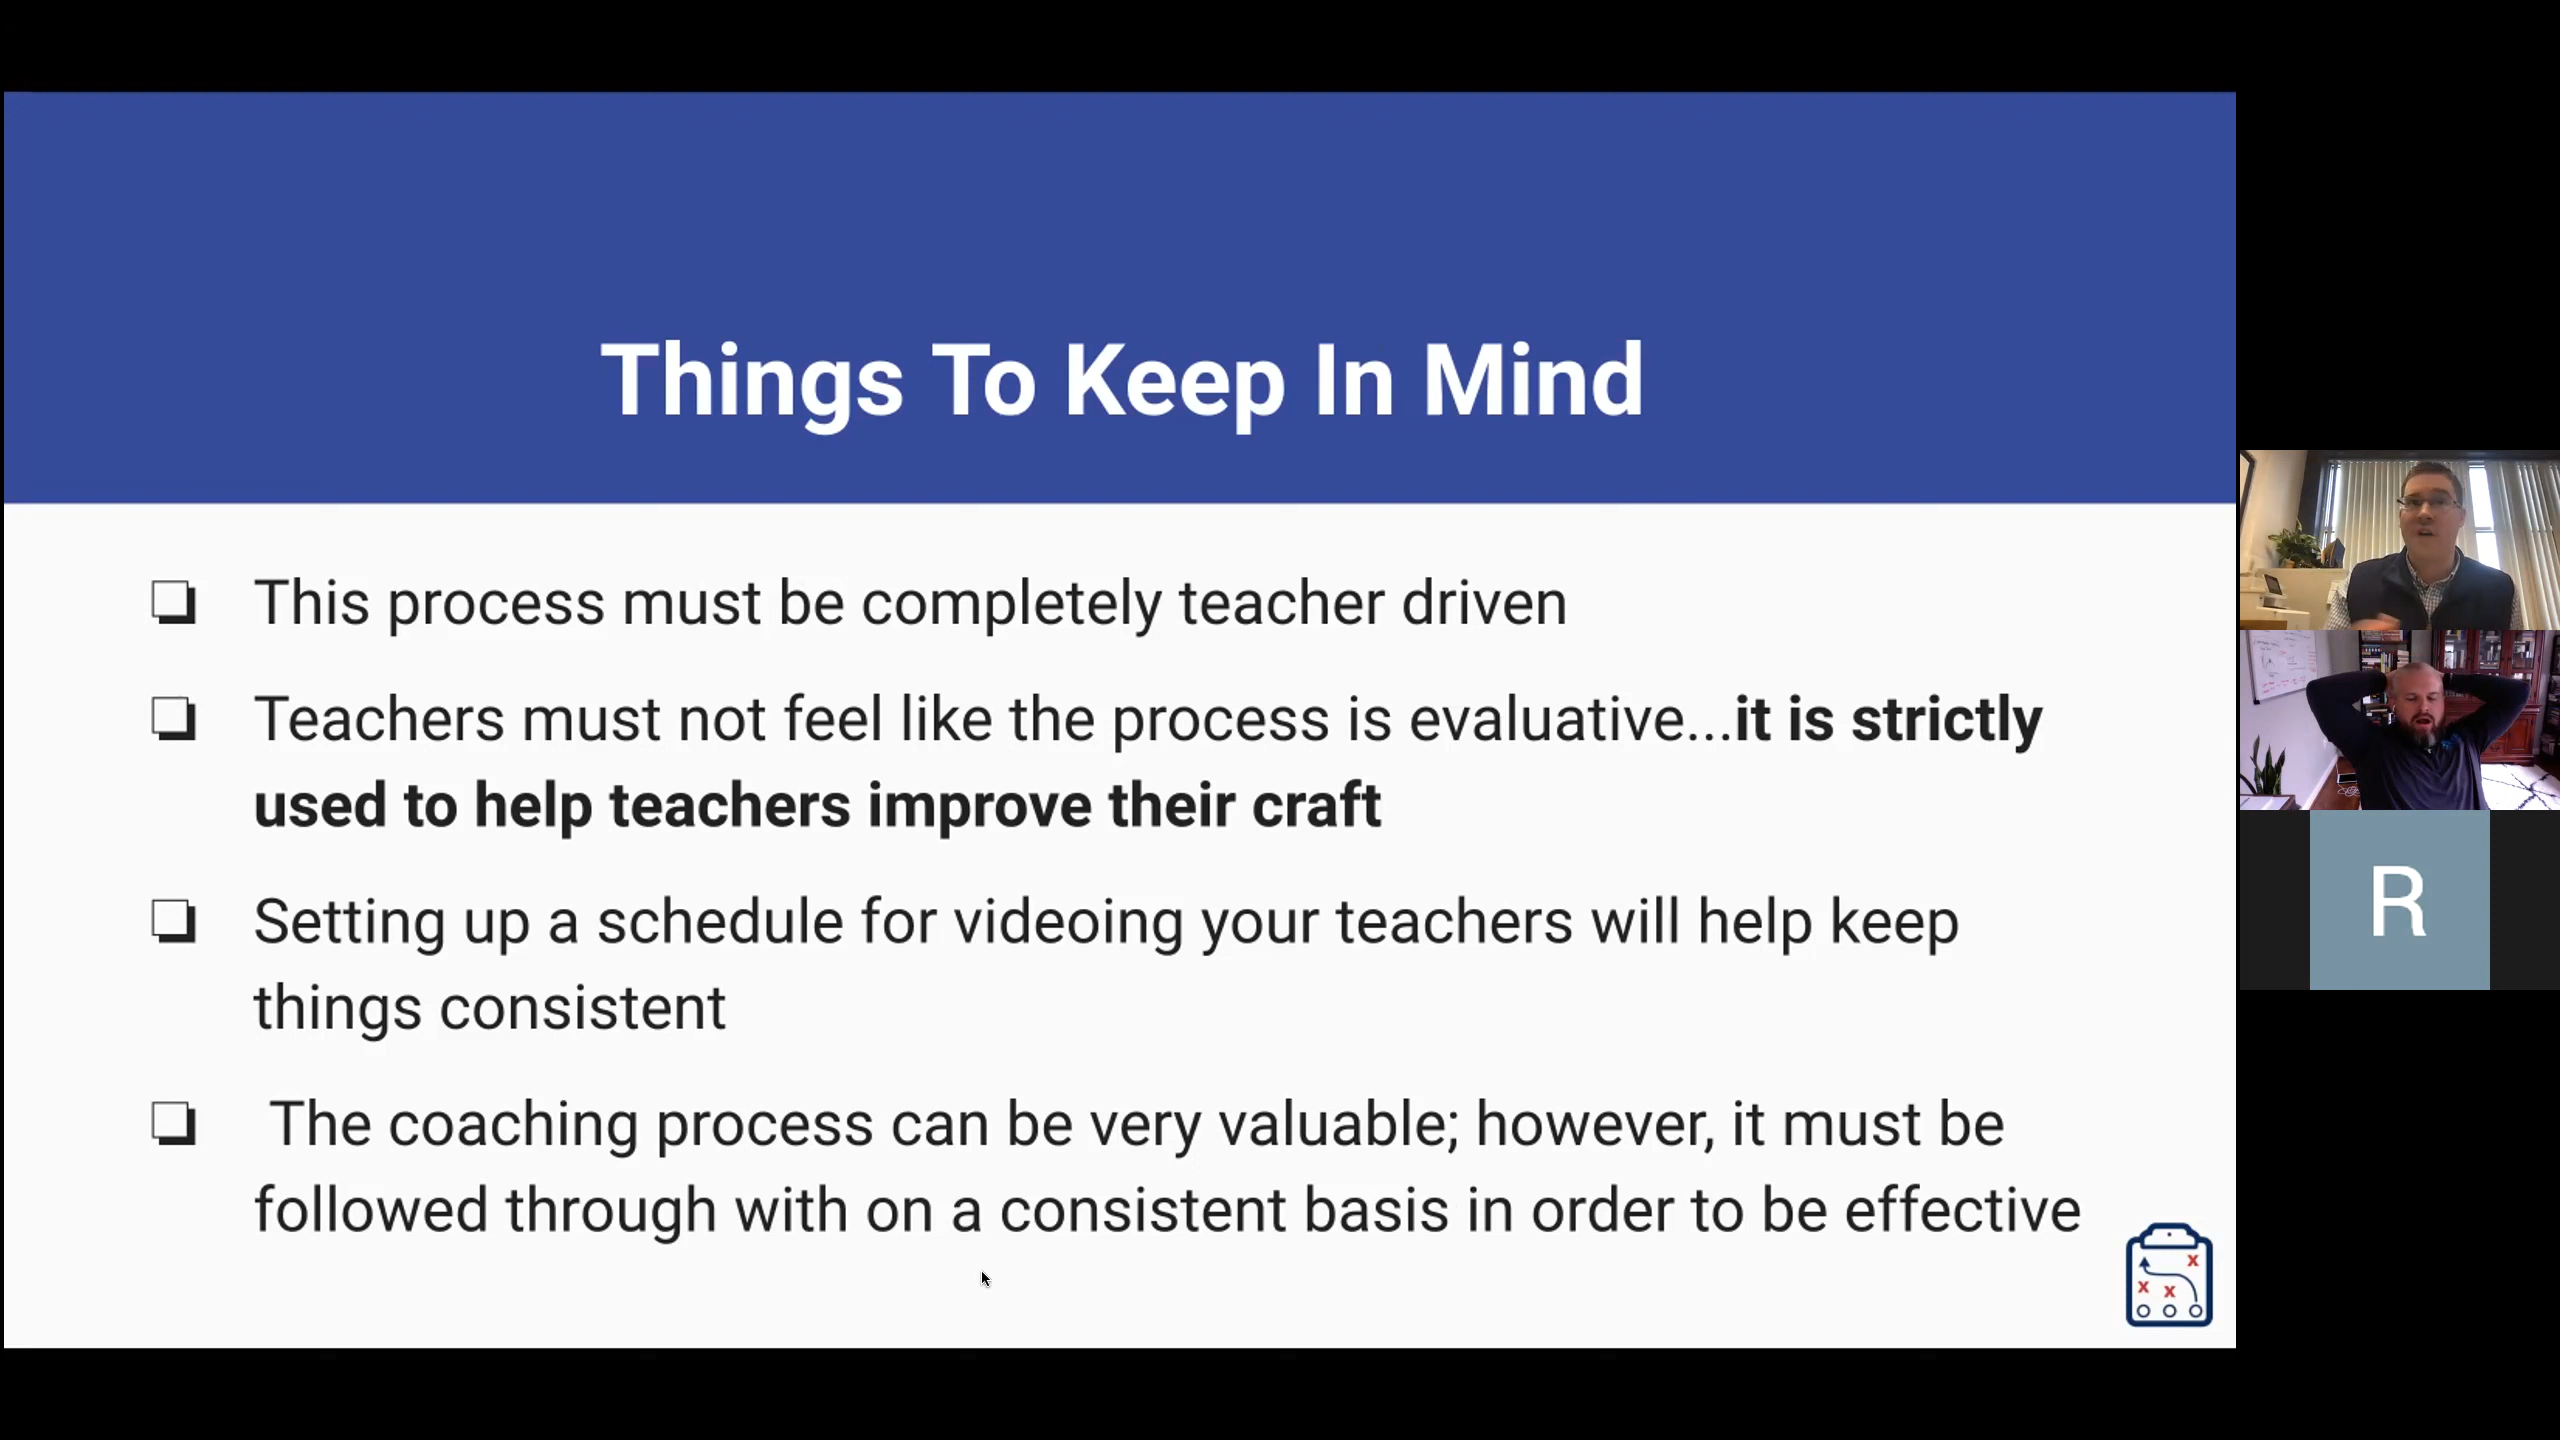 Things To Keep In Mind
❏ This process must be completely teacher driven
❏ Teachers must not feel like the process is evaluative...it is strictly
used to help teachers improve their craft
❏ Setting up a schedule for videoing your teachers will help keep
things consistent
❏ The coaching process can be very valuable; however, it must be
followed through with on a consistent basis in order to be effective
x
x x
R